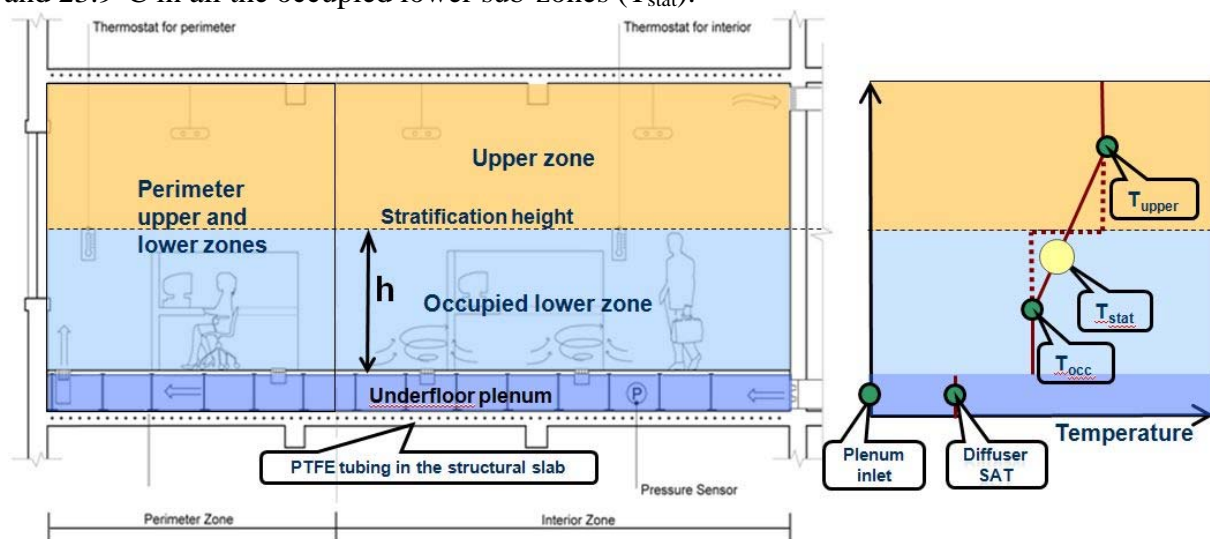 and 23.9°C in all the occupied lower sub-zones (Tstat).
Thermostat for perimeter
Thermostat for interior
Upper zone
Perimeter
upper and
lower zones
Stratification height
h
Occupied lower zone
Underfloor plenum
P
PTFE tubing in the structural slab
Pressure Sensor
Perimeter Zone
Interior Zone
Tupper
Tstat
Tocc
Temperature
Plenum
inlet
Diffuser
SAT